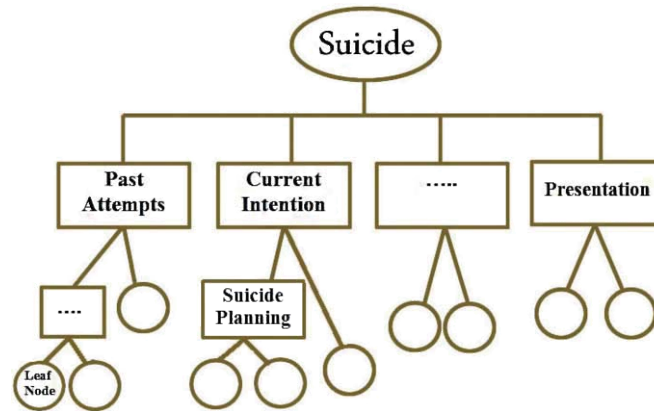 Suicide
Past
Attempts
Current
Intention
.....
Presentation
....
Suicide
Planning
Leaf
Node